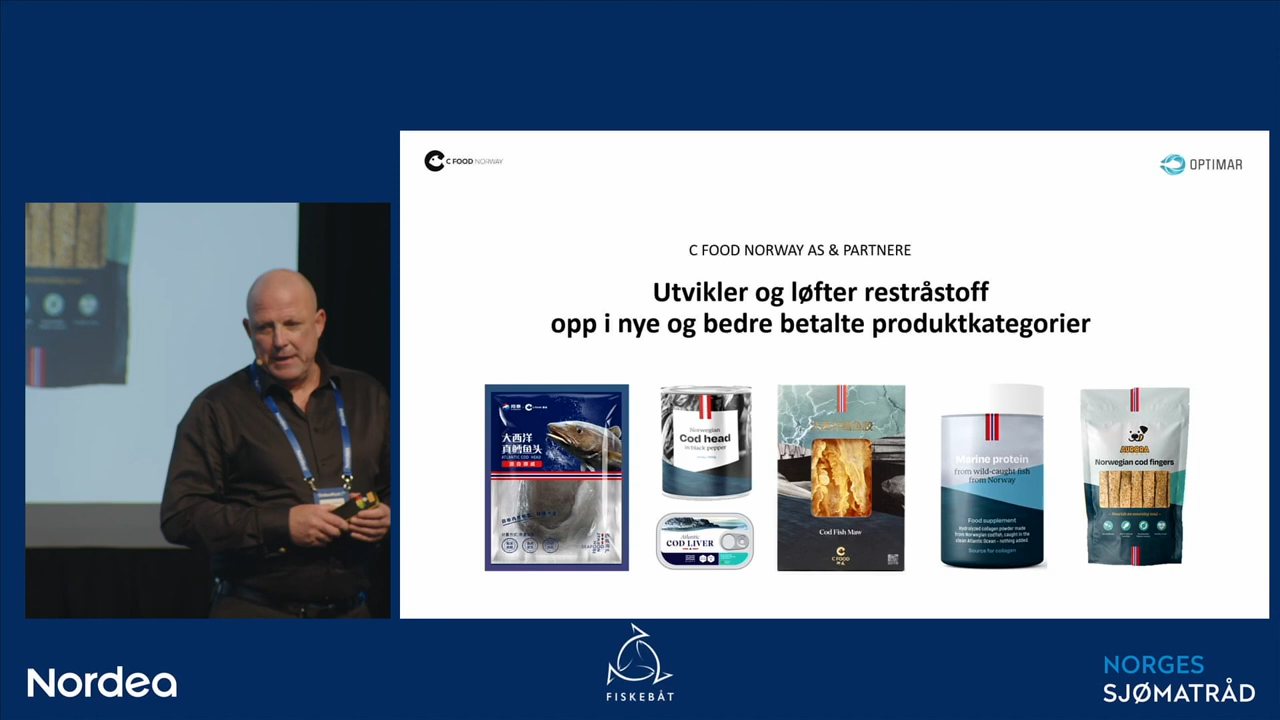 C FOOD NORWAY
OPTIMAR
C FOOD NORWAY AS & PARTNERE
Utvikler og løfter restråstoff
opp i nye og bedre betalte produktkategorier
大西洋
真鳕鱼头
ATLANTIC COD HEAD
Norwegian
Cod head
in black pepper
Atlantic
COD LIVER
Cod Fish Maw
C FOOD
Marine protein
from wild-caught fish
from Norway
Food supplement
Hydrolyzed collagen powder made
from Norwegian codfish, caught in the
clean Atlantic Ocean – nothing added.
Source for collagen
AUGORA
Norwegian cod fingers
Nordea
FISKEBÅT
NORGES
SJØMATRÅD